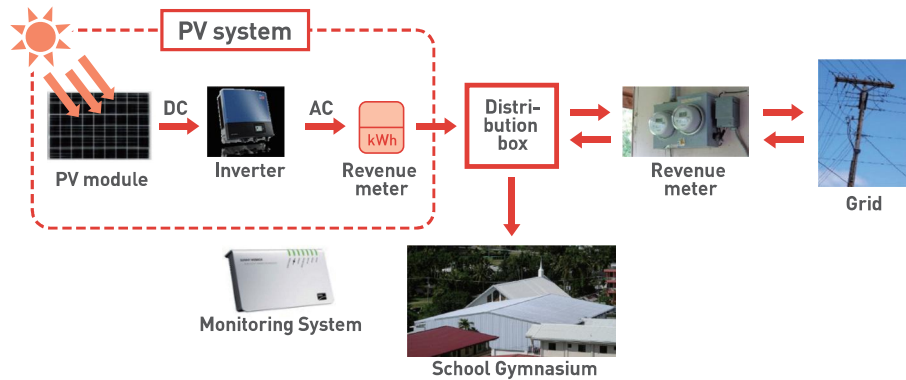 PV system
DC
AC
kWh
PV module
Inverter
Revenue
meter
Distri-
bution
box
Revenue
meter
Grid
Monitoring System
School Gymnasium